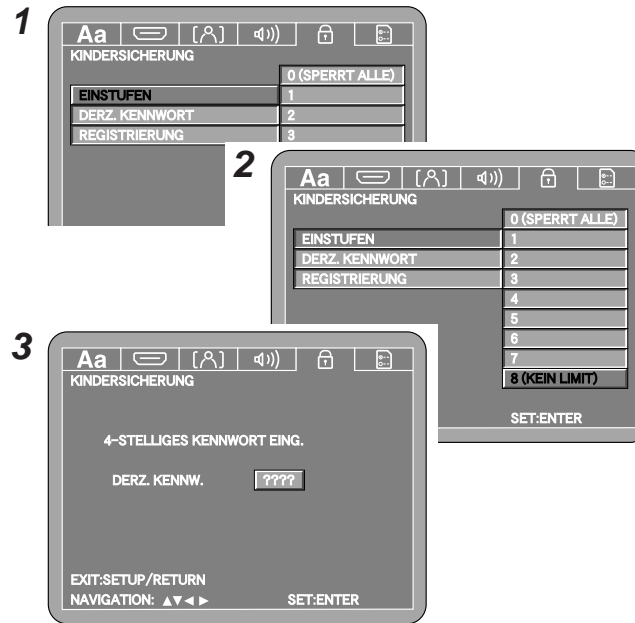 1
Aa
KINDERSICHERUNG
0 (SPERRT ALLE)
EINSTUFEN 1
DERZ. KENNWORT 2
REGISTRIERUNG 3
2
Aa
KINDERSICHERUNG
0 (SPERRT ALLE)
EINSTUFEN 1
DERZ. KENNWORT 2
REGISTRIERUNG 3
4
5
6
7
8 (KEIN LIMIT)
SET:ENTER
3
Aa
KINDERSICHERUNG
4-STELLIGES KENNWORT EING.
DERZ. KENNW. ????
EXIT:SETUP/RETURN
NAVIGATION: ▲▼◄ ► SET:ENTER